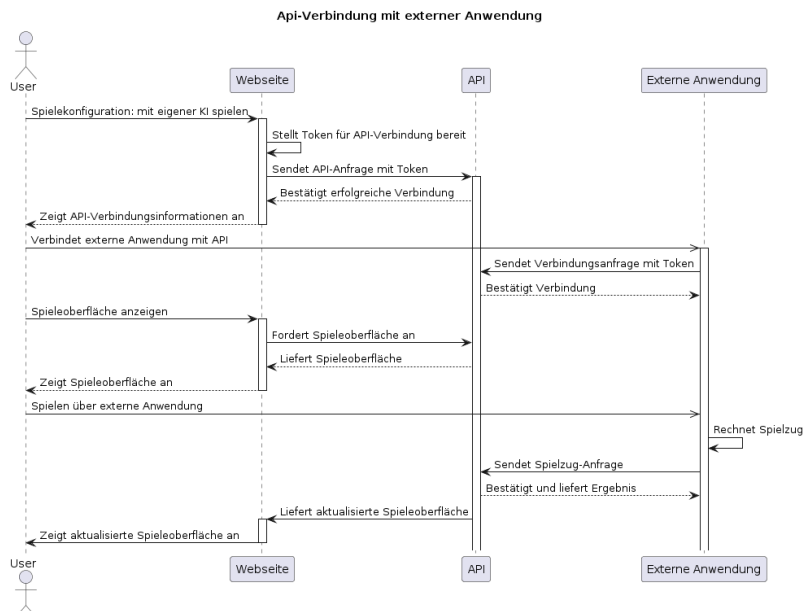 Api-Verbindung mit externer Anwendung
User
Webseite
API
Externe Anwendung
Spielekonfiguration: mit eigener KI spielen
Stellt Token für API-Verbindung bereit
Sendet API-Anfrage mit Token
Bestätigt erfolgreiche Verbindung
Zeigt API-Verbindungsinformationen an
Verbindet externe Anwendung mit API
Sendet Verbindungsanfrage mit Token
Bestätigt Verbindung
Spieleoberfläche anzeigen
Fordert Spieleoberfläche an
Liefert Spieleoberfläche
Zeigt Spieleoberfläche an
Spielen über externe Anwendung
Rechnet Spielzug
Sendet Spielzug-Anfrage
Bestätigt und liefert Ergebnis
Liefert aktualisierte Spieleoberfläche
Zeigt aktualisierte Spieleoberfläche an
User
Webseite
API
Externe Anwendung